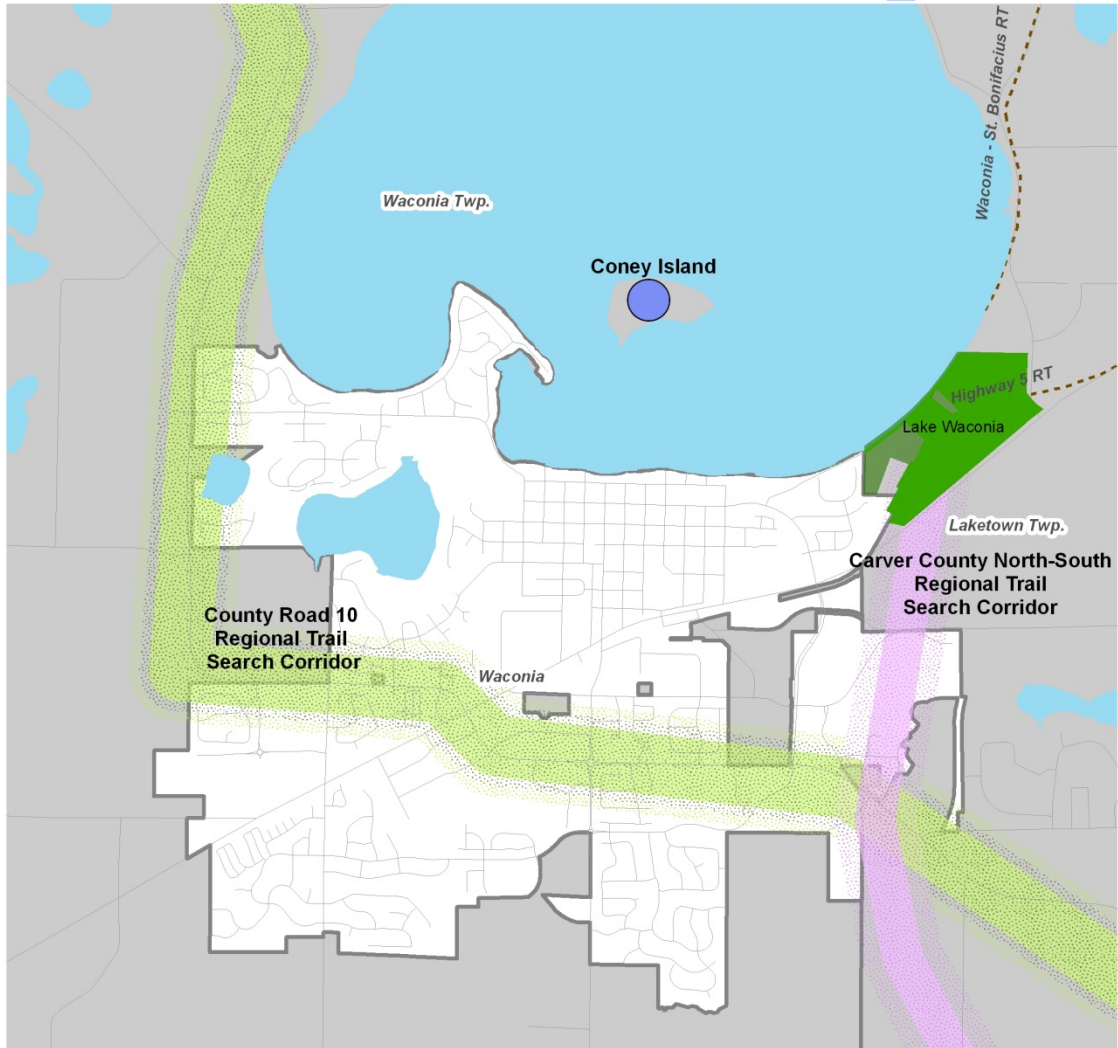 Waconia - St. Bonifacius RT
Waconia Twp.
Coney Island
Highway 5 RT
Lake Waconia
Laketown Twp.
Carver County North-South
Regional Trail
Search Corridor
County Road 10
Regional Trail
Search Corridor
Waconia